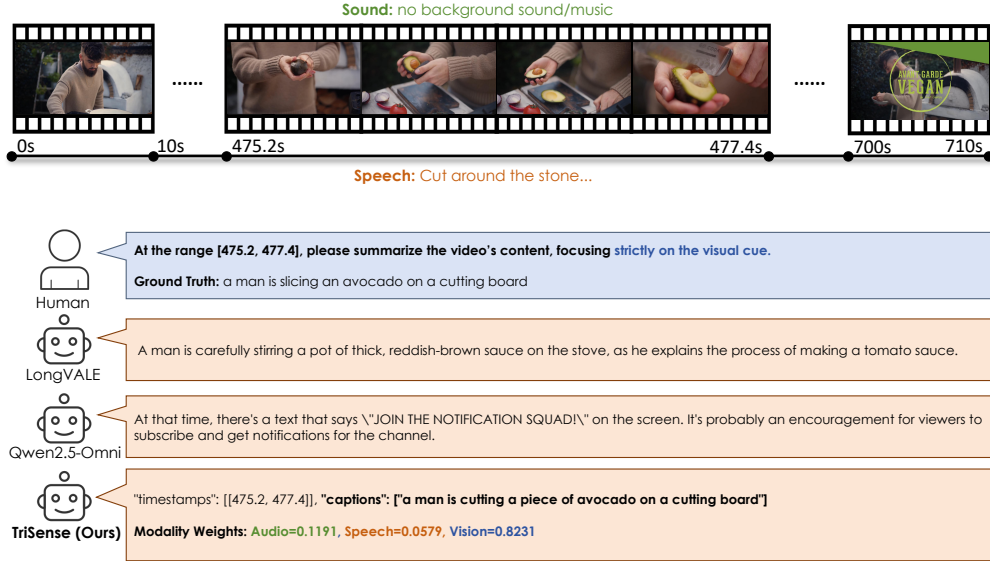 Sound: no background sound/music
......
......
AVANT-GARDE
VEGAN
0s
10s
475.2s
477.4s
700s
710s
Speech: Cut around the stone...
At the range [475.2, 477.4], please summarize the video's content, focusing strictly on the visual cue.
Ground Truth: a man is slicing an avocado on a cutting board
Human
A man is carefully stirring a pot of thick, reddish-brown sauce on the stove, as he explains the process of making a tomato sauce.
LongVALE
At that time, there's a text that says \"JOIN THE NOTIFICATION SQUAD!\" on the screen. It's probably an encouragement for viewers to
subscribe and get notifications for the channel.
Qwen2.5-Omni
"timestamps": [[475.2, 477.4]], "captions": ["a man is cutting a piece of avocado on a cutting board"]
Modality Weights: Audio=0.1191, Speech=0.0579, Vision=0.8231
TriSense (Ours)